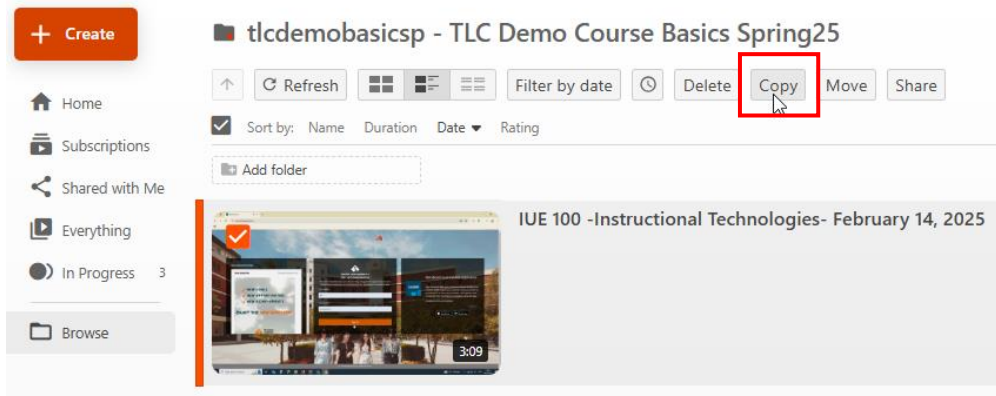 + Create
tlcdemobasicsp - TLC Demo Course Basics Spring25
Refresh Filter by date Delete Copy Move Share
Sort by: Name Duration Date Rating
Home
Subscriptions
Shared with Me
Everything
In Progress 3
Browse
Add folder
IUE 100 -Instructional Technologies- February 14, 2025
3:09